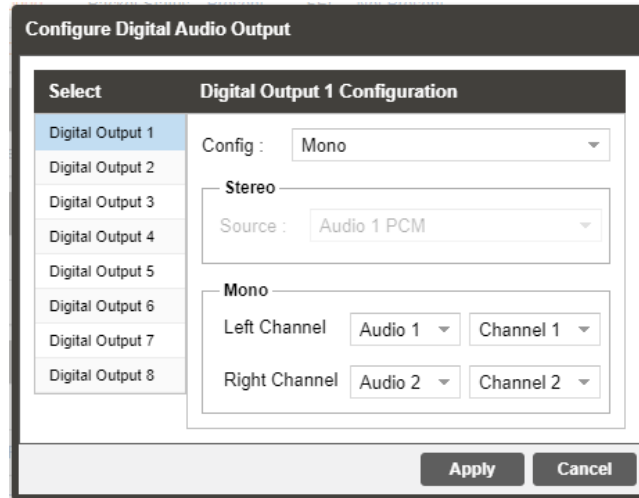 Configure Digital Audio Output
Select
Digital Output 1 Configuration
Digital Output 1
Digital Output 2
Digital Output 3
Digital Output 4
Digital Output 5
Digital Output 6
Digital Output 7
Digital Output 8
Config : Mono
Stereo
Source : Audio 1 PCM
Mono
Left Channel Audio 1 Channel 1
Right Channel Audio 2 Channel 2
Apply Cancel